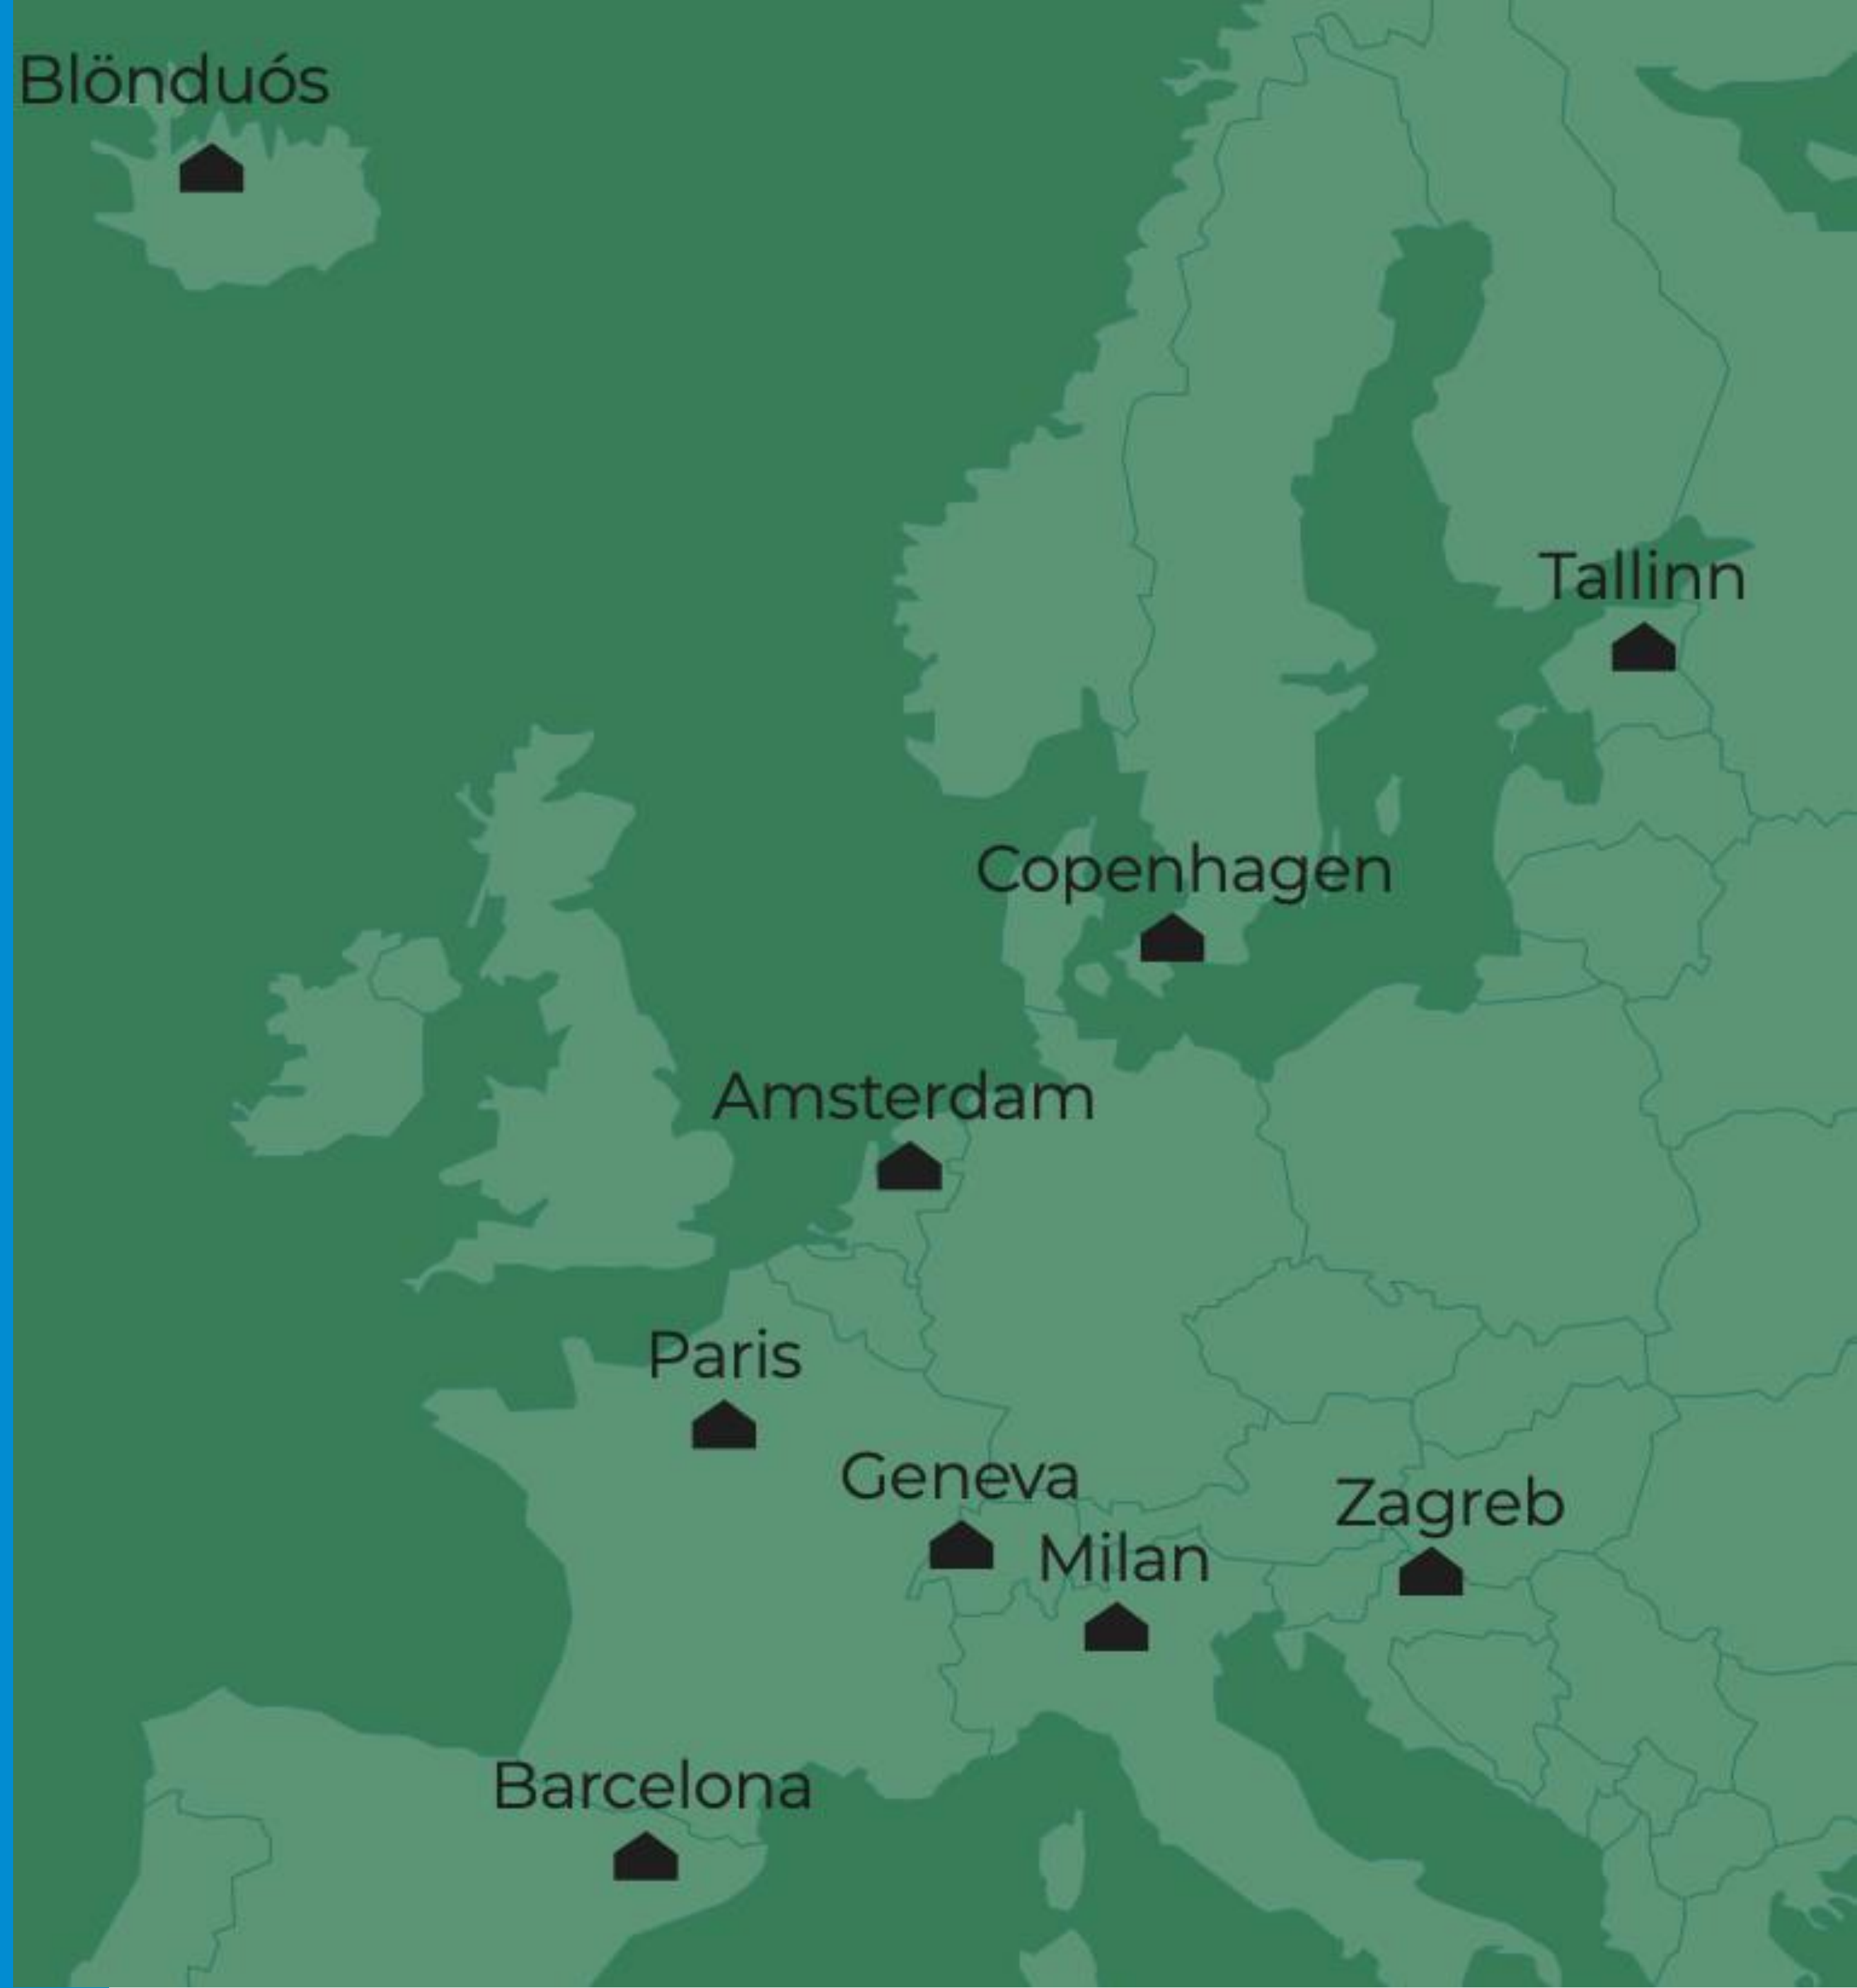 Blönduós
Tallinn
Copenhagen
Amsterdam
Paris
Geneva
Zagreb
Milan
Barcelona